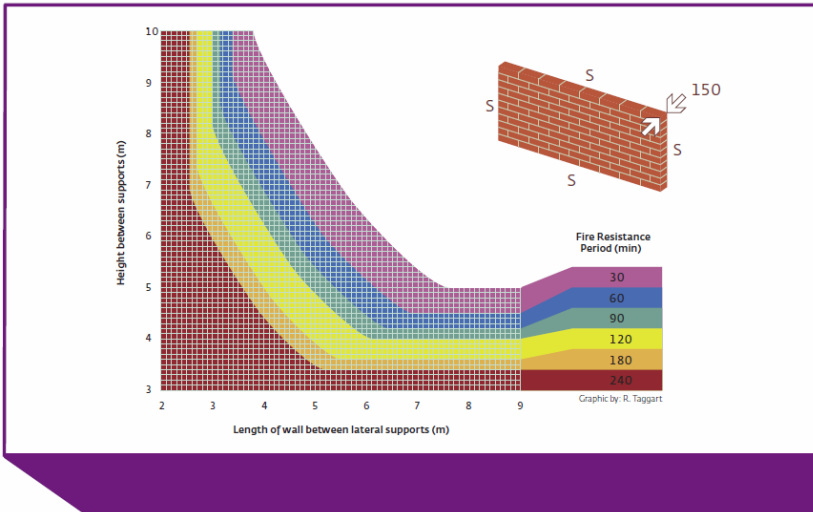 10
9
8
7
6
5
4
3
Height between supports (m)
2 3 4 5 6 7 8 9
Length of wall between lateral supports (m)
S
S
S
S
150
Fire Resistance
Period (min)
30
60
90
120
180
240
Graphic by: R. Taggart